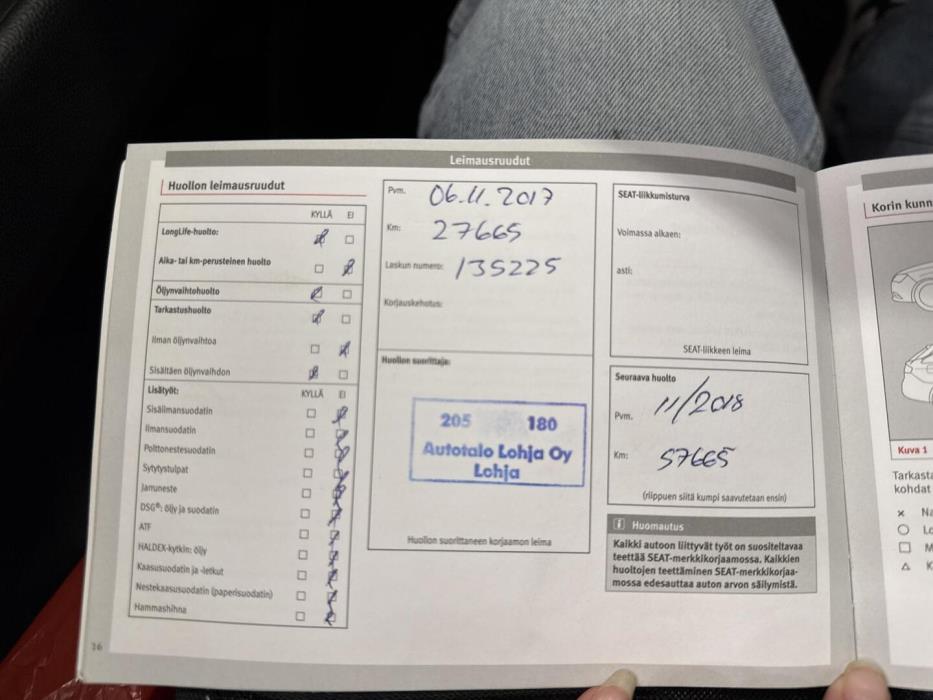 Leimausruudut
Huollon leimausruudut
KYLLÄ EI
LongLife-huolto:
Aika- tai km-perusteinen huolto
Öljynvaihtohuolto
Tarkastushuolto
Ilman öljynvaihtoa
Sisältäen öljynvaihdon
Lisätyöt: KYLLÄ EI
Sisäilmansuodatin
Ilmansuodatin
Polttonestesuodatin
Sytytystulpat
Jarruneste
DSG®: öljy ja suodatin
ATF
HALDEX-kytkin: öljy
Kaasusuodatin ja -letkut
Nestekaasusuodatin (paperisuodatin)
Hammashihna
16
Pvm. 06.11.2017
Km: 27665
Laskun numero: 135225
Korjauskehotus:
Huollon suorittaja:
205 180
Autotalo Lohja Oy
Lohja
Huollon suorittaneen korjaamon leima
SEAT-liikkumisturva
Voimassa alkaen:
asti:
SEAT-liikkeen leima
Seuraava huolto
Pvm. 11/2018
Km: 57665
(riippuen siitä kumpi saavutetaan ensin)
i Huomautus
Kaikki autoon liittyvät työt on suositeltavaa
teettää SEAT-merkkikorjaamossa. Kaikkien
huoltojen teettäminen SEAT-merkkikorjaa-
mossa edesauttaa auton arvon säilymistä.
Korin kunn
Kuva 1
Tarkasta
kohdat
Na
Lo
M
K